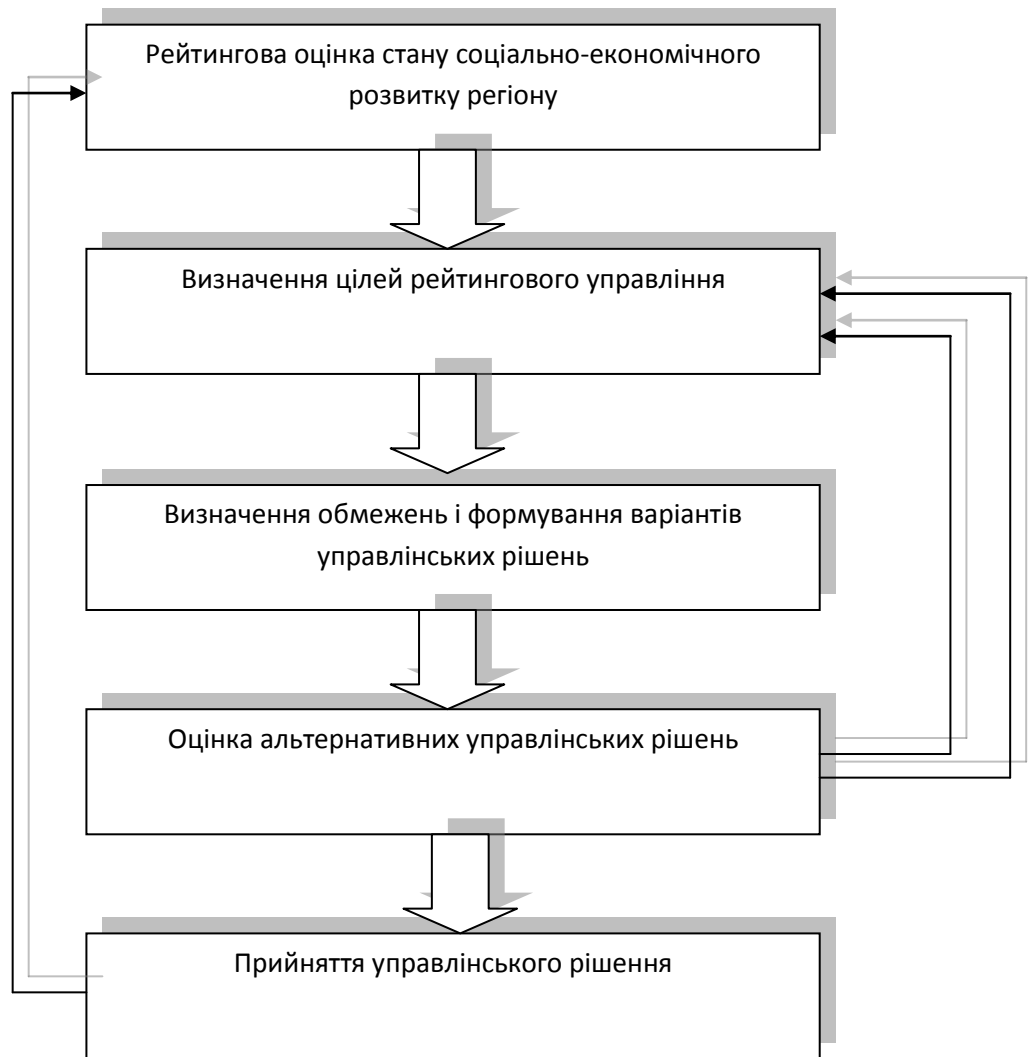 Рейтингова оцінка стану соціально-економічного
розвитку регіону
Визначення цілей рейтингового управління
Визначення обмежень і формування варіантів
управлінських рішень
Оцінка альтернативних управлінських рішень
Прийняття управлінського рішення